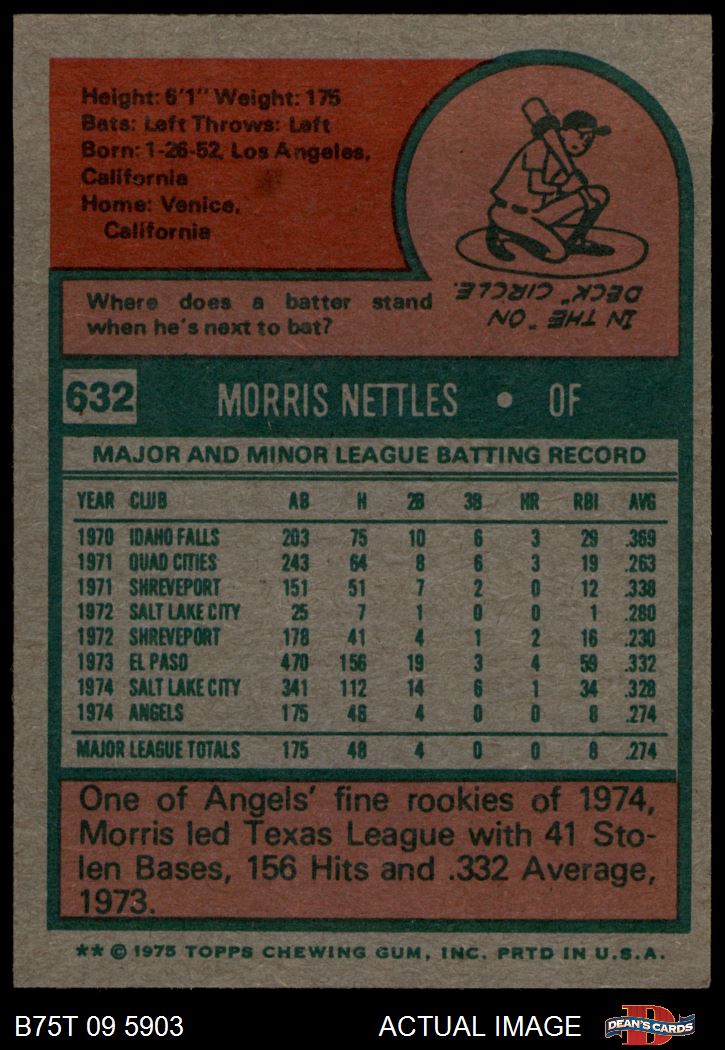 Height: 6'1" Weight: 175
Bats: Left Throws: Left
Born: 1-26-52, Los Angeles,
California
Home: Venice,
California
Where does a batter stand
when he's next to bat?
IN THE "ON
DECK" CIRCLE.
632 MORRIS NETTLES • OF
MAJOR AND MINOR LEAGUE BATTING RECORD
YEAR CLUB AB H 2B 3B HR RBI AVG
1970 IDAHO FALLS 203 75 10 6 3 29 .369
1971 QUAD CITIES 243 64 8 6 3 19 .263
1971 SHREVEPORT 151 51 7 2 0 12 .338
1972 SALT LAKE CITY 25 7 1 0 0 1 .280
1972 SHREVEPORT 178 41 4 1 2 16 .230
1973 EL PASO 470 156 19 3 4 59 .332
1974 SALT LAKE CITY 341 112 14 6 1 34 .328
1974 ANGELS 175 48 4 0 0 8 .274
MAJOR LEAGUE TOTALS 175 48 4 0 0 8 .274
One of Angels' fine rookies of 1974,
Morris led Texas League with 41 Sto-
len Bases, 156 Hits and .332 Average,
1973.
** © 1975 TOPPS CHEWING GUM, INC. PRTD IN U.S.A.
B75T 09 5903 ACTUAL IMAGE DEAN'S CARDS